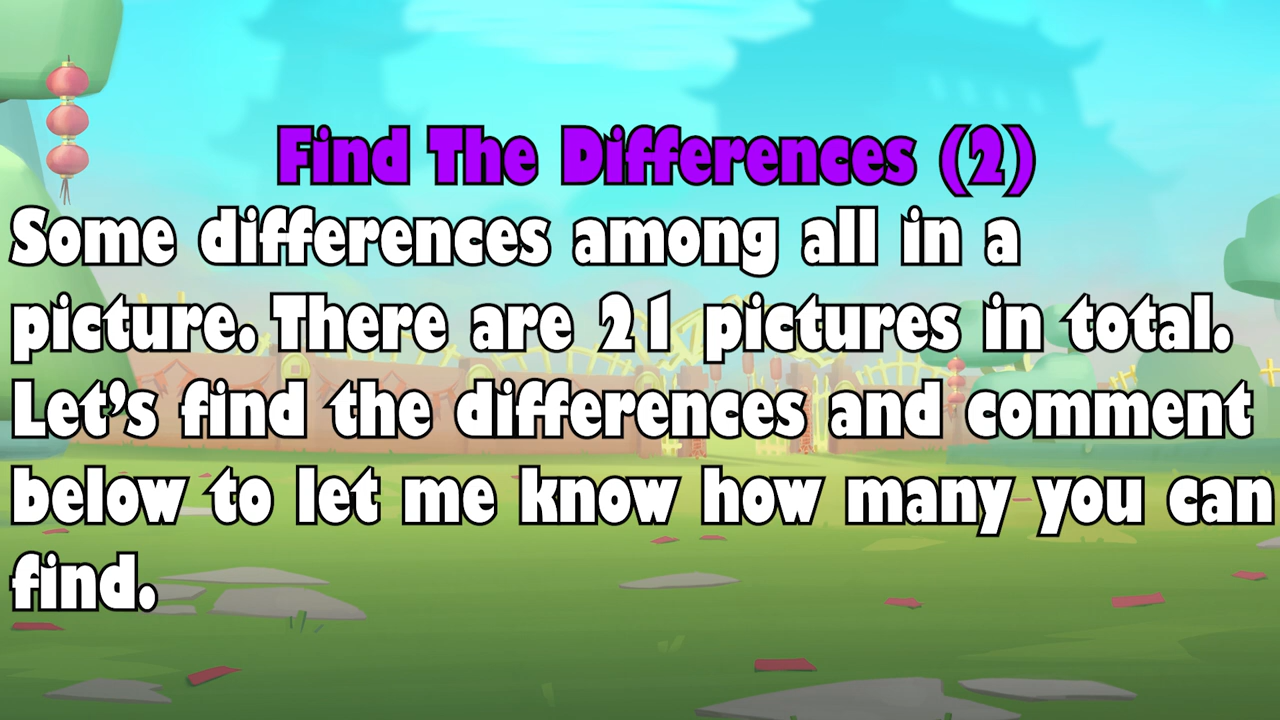 Find The Differences (2)
Some differences among all in a
picture. There are 21 pictures in total.
Let's find the differences and comment
below to let me know how many you can
find.